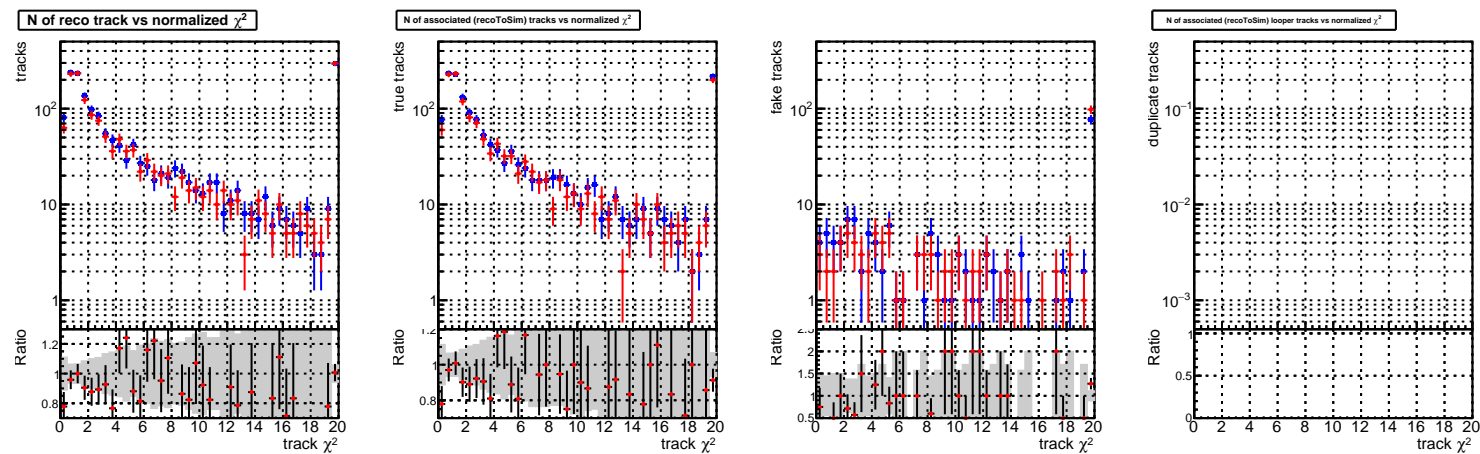 N of reco track vs normalized χ²
tracks
10²
10
1
Ratio
1.2
1
0.8
0 2 4 6 8 10 12 14 16 18 20
track χ²
N of associated (recoToSim) tracks vs normalized χ²
true tracks
10²
10
1
Ratio
1.2
1
0.8
0 2 4 6 8 10 12 14 16 18 20
track χ²
fake tracks
10²
10
1
Ratio
2.5
2
1.5
1
0.5
0 2 4 6 8 10 12 14 16 18 20
track χ²
N of associated (recoToSim) looper tracks vs normalized χ²
duplicate tracks
10⁻¹
10⁻²
10⁻³
Ratio
1
0.5
0
0 2 4 6 8 10 12 14 16 18 20
track χ²